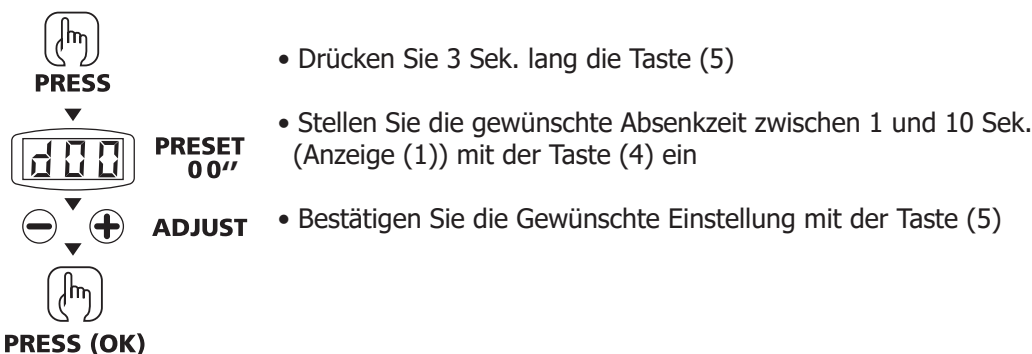 PRESS
• Drücken Sie 3 Sek. lang die Taste (5)
d00
PRESET
00''
• Stellen Sie die gewünschte Absenkzeit zwischen 1 und 10 Sek.
(Anzeige (1)) mit der Taste (4) ein
ADJUST
• Bestätigen Sie die Gewünschte Einstellung mit der Taste (5)
PRESS (OK)